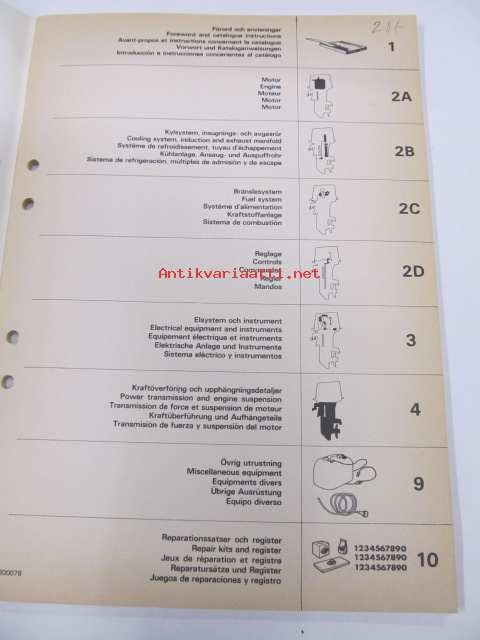 21:-
Förord och anvisningar
Foreword and catalogue instructions
Avant-propos et instructions concernant le catalogue
Vorwort und Kataloganweisungen
Introducción e instrucciones concernientes al catálogo
1
Motor
Engine
Moteur
Motor
Motor
2A
Kylsystem, insugnings- och avgasrör
Cooling system, induction and exhaust manifold
Système de refroidissement, tuyau d'échappement
Kühlanlage, Ansaug- und Auspuffrohr
Sistema de refrigeración, múltiples de admisión y de escape
2B
Bränslesystem
Fuel system
Système d'alimentation
Kraftstoffanlage
Sistema de combustión
2C
Reglage
Controls
Commandes
Regler
Mandos
2D
Antikvariaatti.net
Elsystem och instrument
Electrical equipment and instruments
Equipement électrique et instruments
Elektrische Anlage und Instrumente
Sistema eléctrico y instrumentos
3
Kraftöverföring och upphängningsdetaljer
Power transmission and engine suspension
Transmission de force et suspension de moteur
Kraftüberführung und Aufhängeteile
Transmisión de fuerza y suspensión del motor
4
Övrig utrustning
Miscellaneous equipment
Equipments divers
Übrige Ausrüstung
Equipo diverso
9
Reparationssatser och register
Repair kits and register
Jeux de réparation et registre
Reparatursätze und Register
Juegos de reparaciones y registro
1234567890
1234567890
1234567890
10
300078